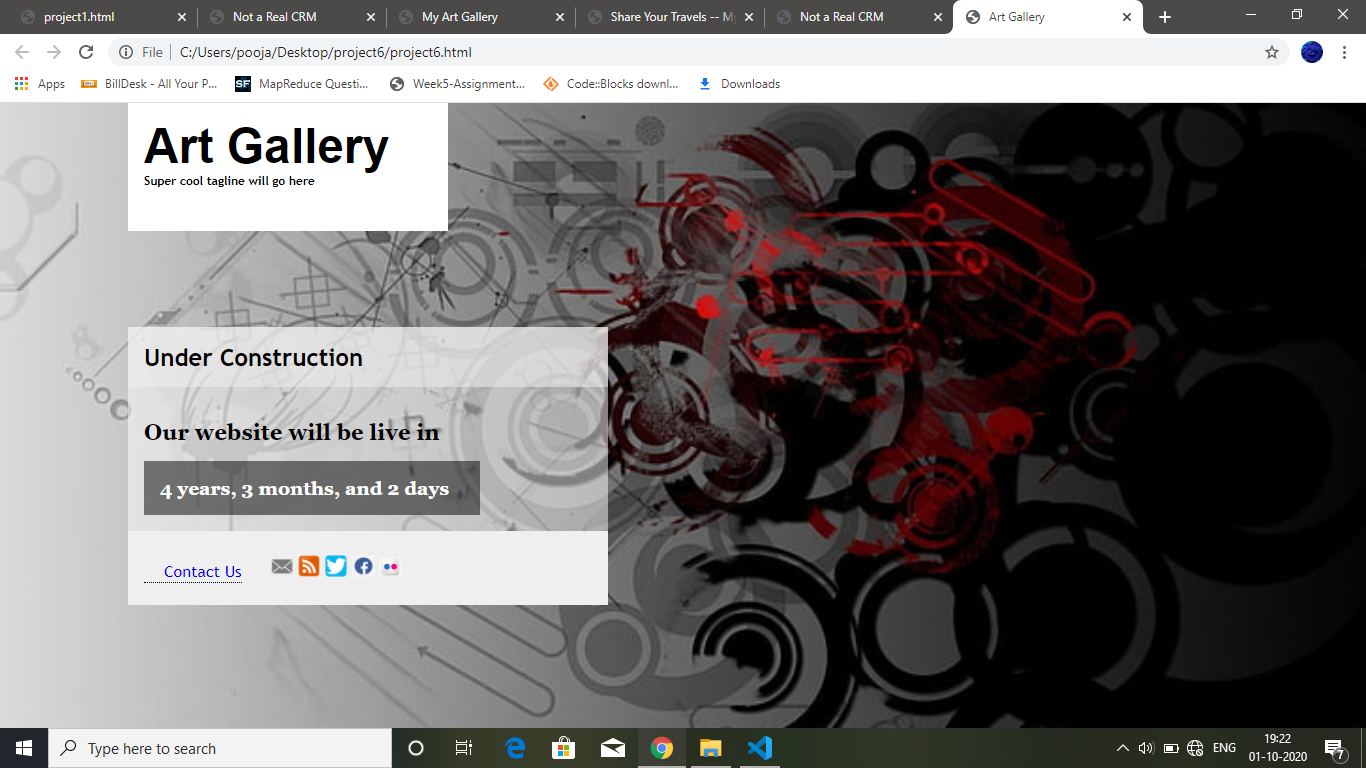 project1.html
Not a Real CRM
My Art Gallery
Share Your Travels -- M
Not a Real CRM
Art Gallery
File
C:/Users/pooja/Desktop/project6/project6.html
Apps
BillDesk - All Your P...
SF
MapReduce Questi...
Week5-Assignment...
Code::Blocks downl...
Downloads
Art Gallery
Super cool tagline will go here
Under Construction
Our website will be live in
4 years, 3 months, and 2 days
Contact Us
Type here to search
ENG
19:22
01-10-2020
7